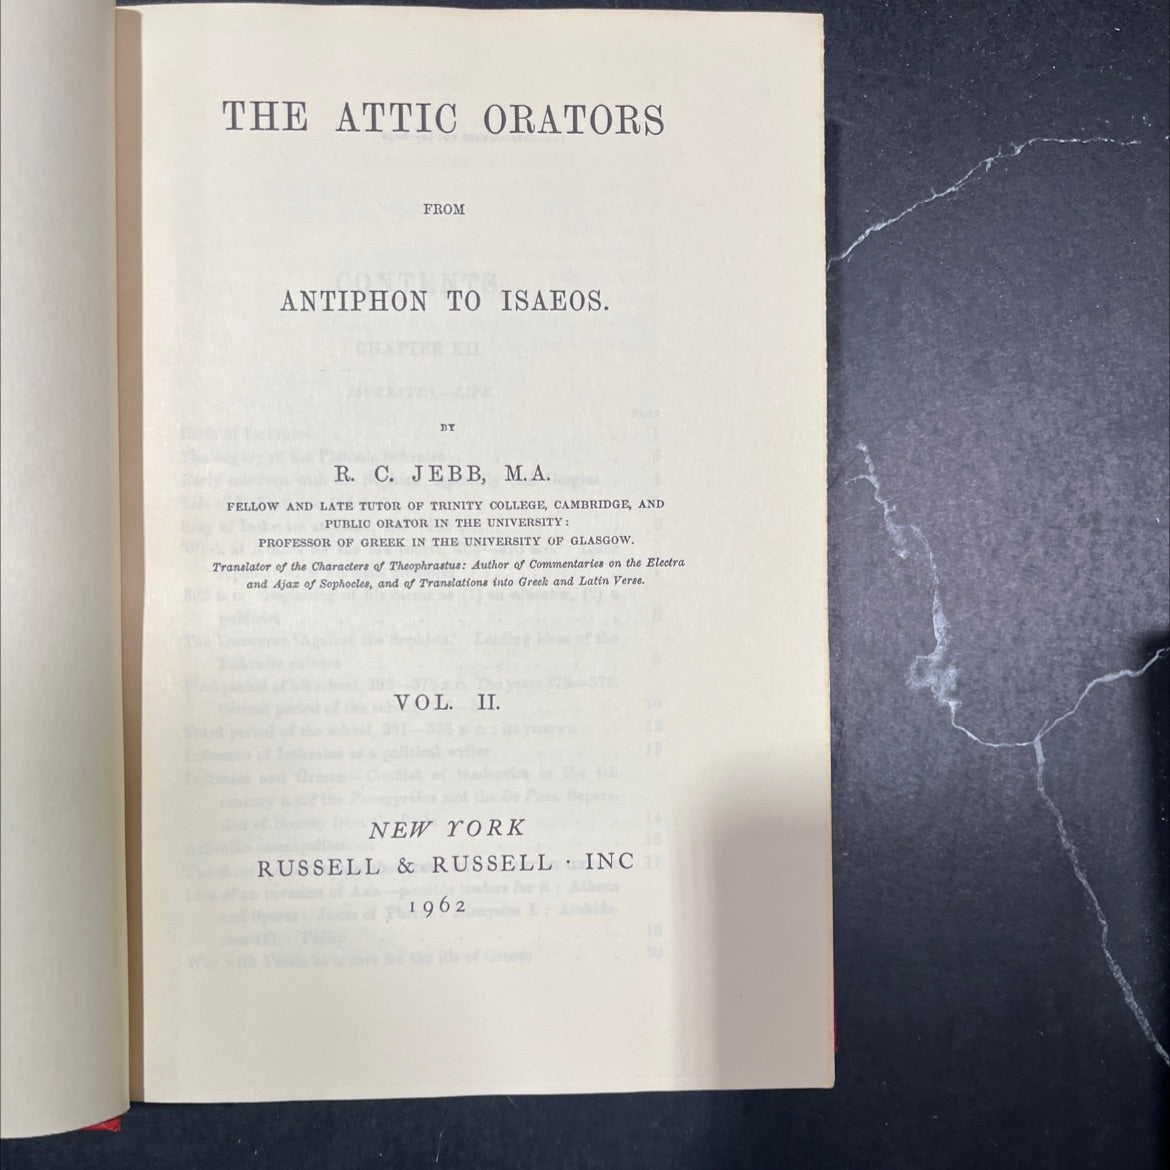 THE ATTIC ORATORS
FROM
ANTIPHON TO ISAEOS.
BY
R. C. JEBB, M.A.
FELLOW AND LATE TUTOR OF TRINITY COLLEGE, CAMBRIDGE, AND
PUBLIC ORATOR IN THE UNIVERSITY:
PROFESSOR OF GREEK IN THE UNIVERSITY OF GLASGOW.
Translator of the Characters of Theophrastus: Author of Commentaries on the Electra
and Ajax of Sophocles, and of Translations into Greek and Latin Verse.
VOL. II.
NEW YORK
RUSSELL & RUSSELL · INC
1962